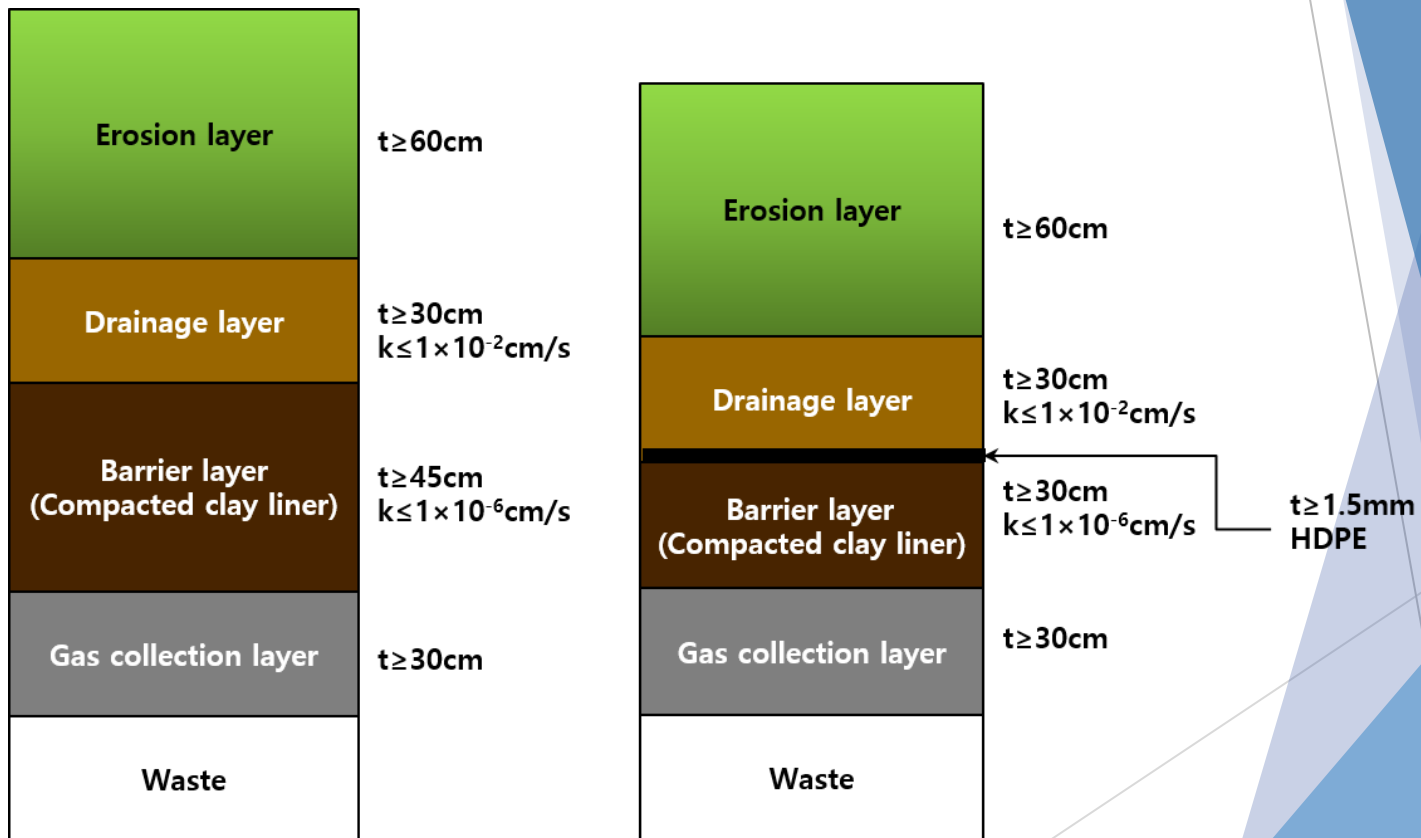 Erosion layer
t≥60cm
Drainage layer
t≥30cm
k≤1×10⁻²cm/s
Barrier layer
(Compacted clay liner)
t≥45cm
k≤1×10⁻⁶cm/s
Gas collection layer
t≥30cm
Waste
Erosion layer
t≥60cm
Drainage layer
t≥30cm
k≤1×10⁻²cm/s
Barrier layer
(Compacted clay liner)
t≥30cm
k≤1×10⁻⁶cm/s
t≥1.5mm
HDPE
Gas collection layer
t≥30cm
Waste